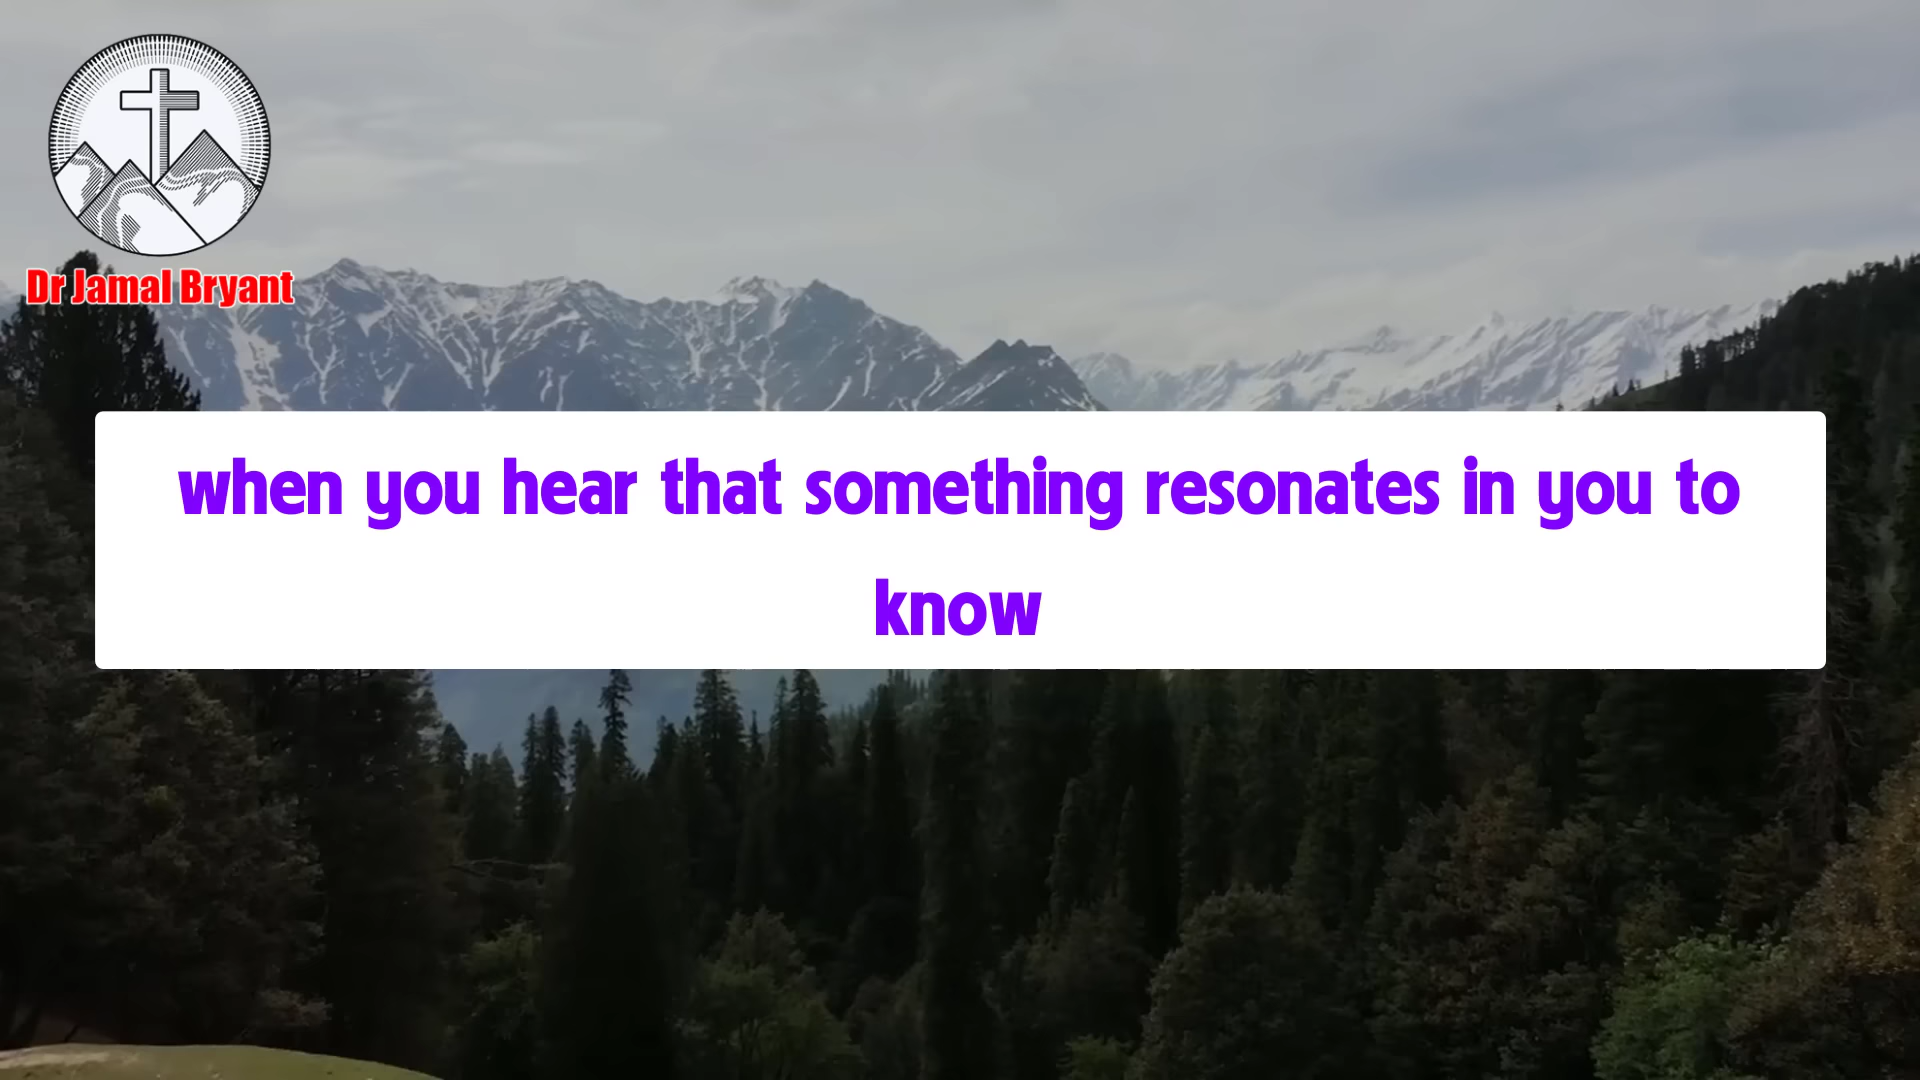 Dr Jamal Bryant
when you hear that something resonates in you to
know